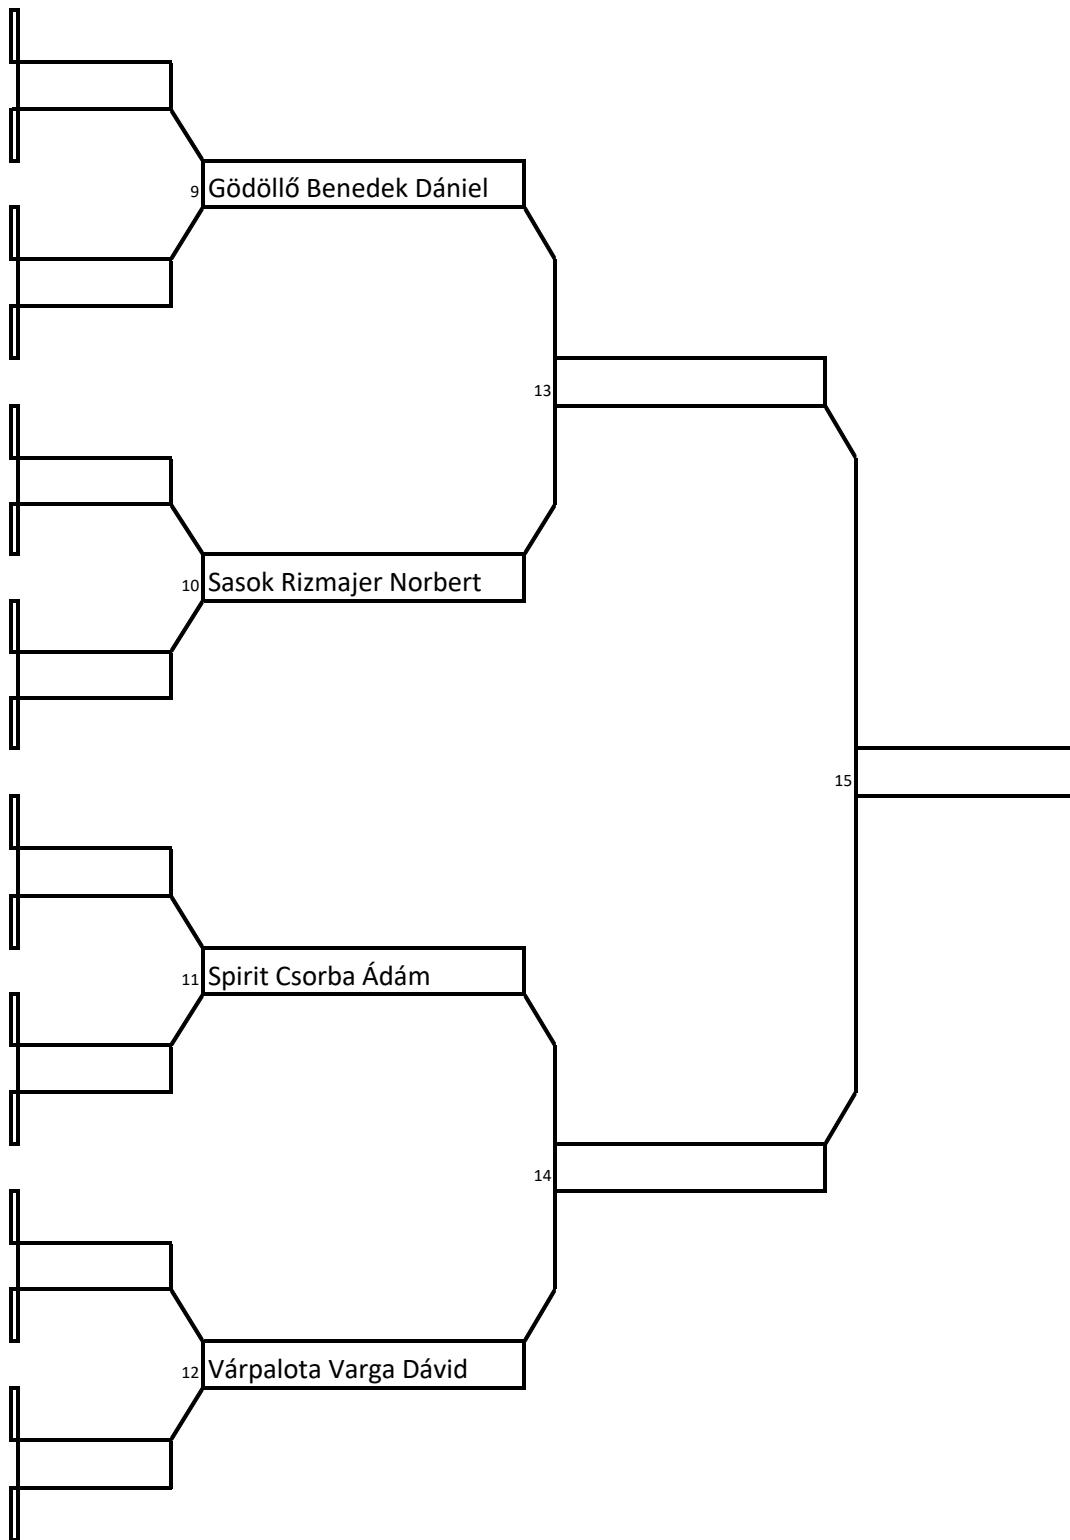 9 Gödöllő Benedek Dániel
13
10 Sasok Rizmajer Norbert
15
11 Spirit Csorba Ádám
14
12 Várpalota Varga Dávid